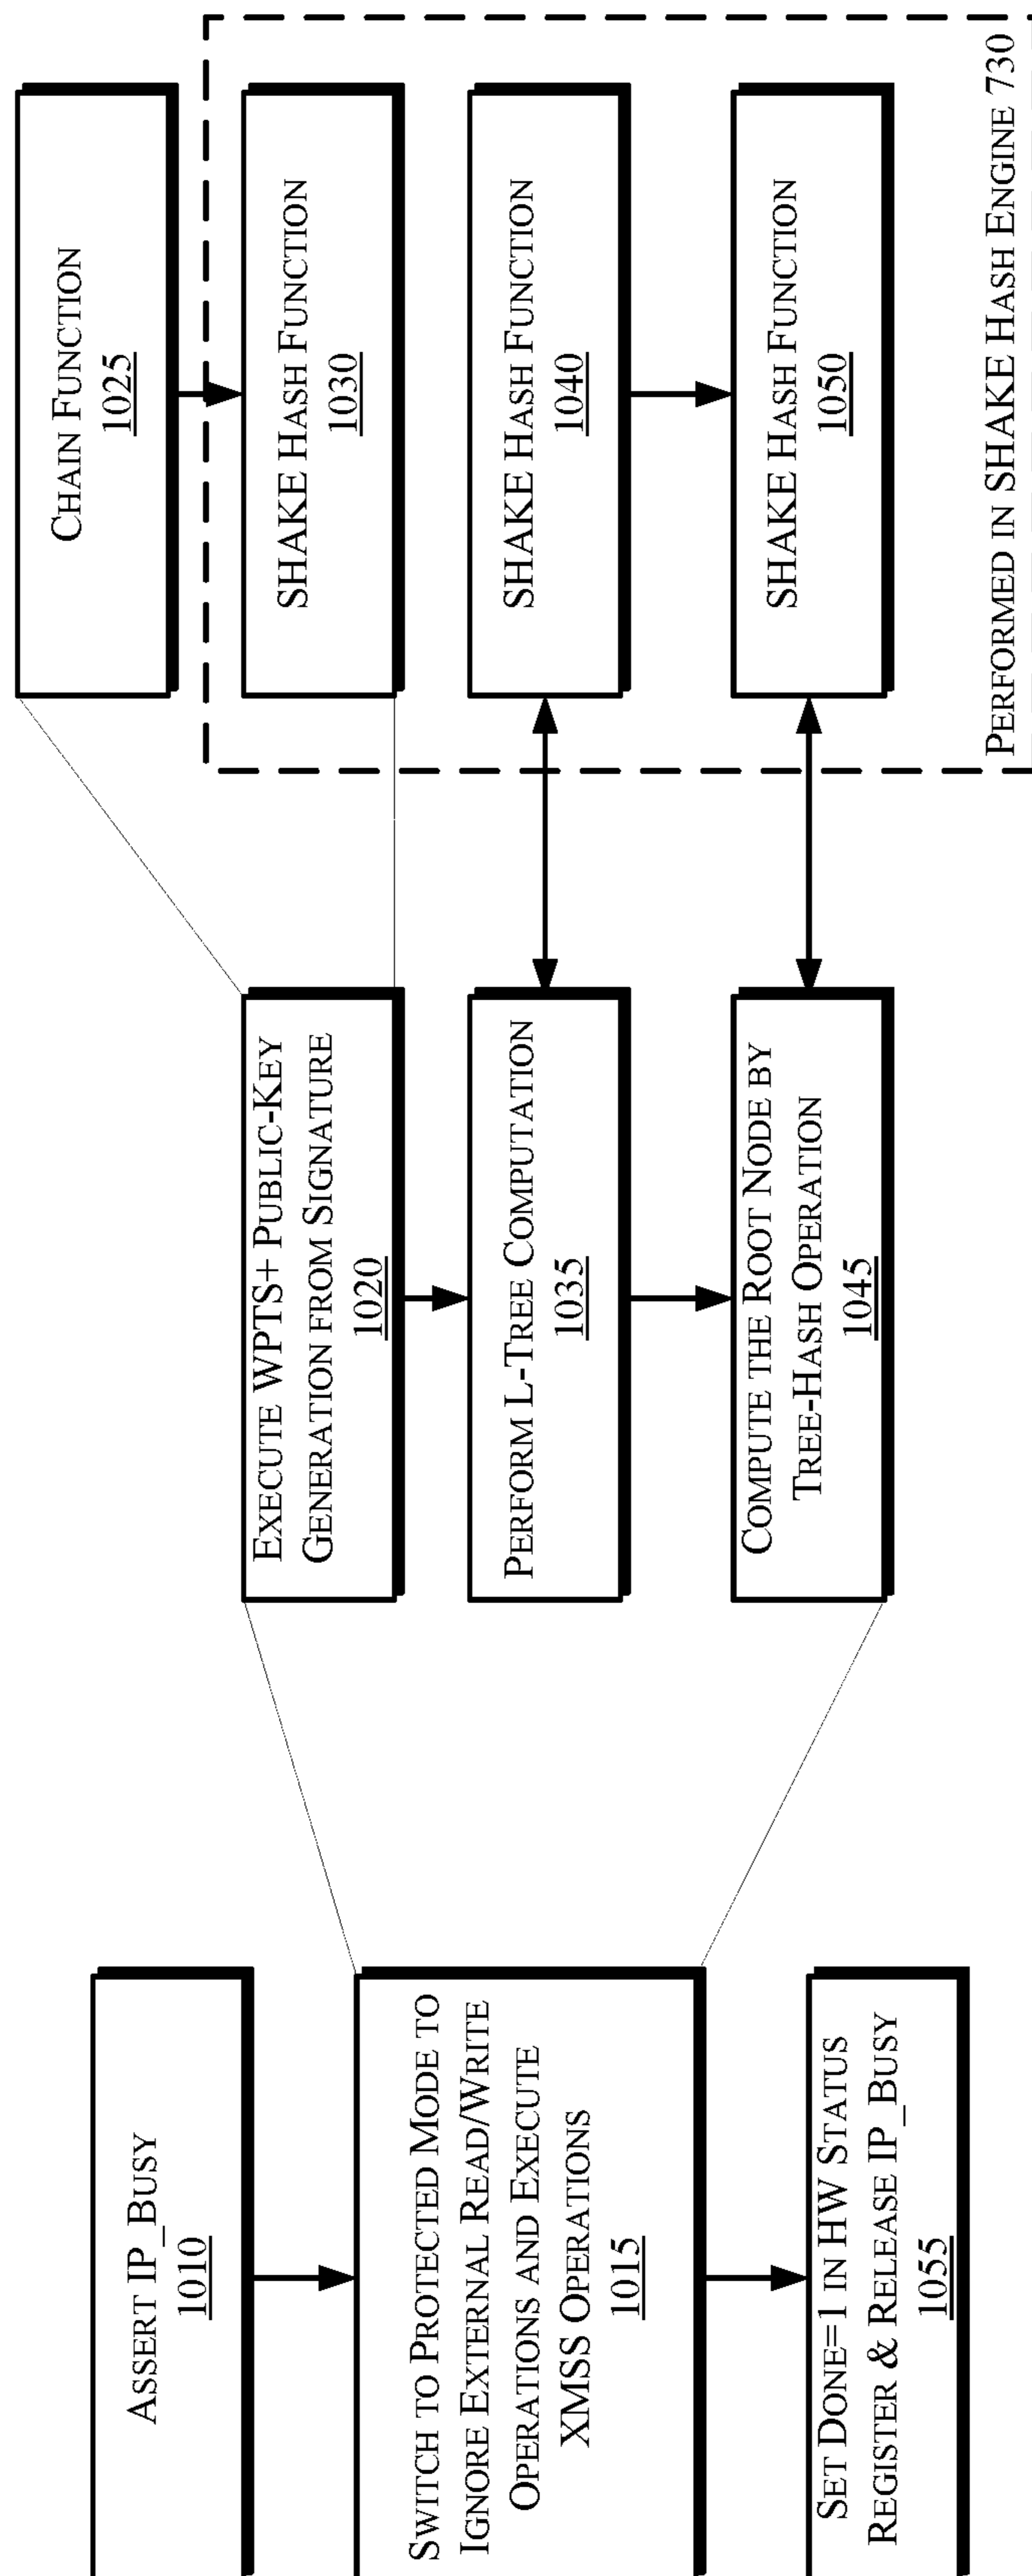 ASSERT IP_BUSY
1010
SWITCH TO PROTECTED MODE TO
IGNORE EXTERNAL READ/WRITE
OPERATIONS AND EXECUTE
XMSS OPERATIONS
1015
SET DONE=1 IN HW STATUS
REGISTER & RELEASE IP_BUSY
1055
EXECUTE WPTS+ PUBLIC-KEY
GENERATION FROM SIGNATURE
1020
PERFORM L-TREE COMPUTATION
1035
COMPUTE THE ROOT NODE BY
TREE-HASH OPERATION
1045
CHAIN FUNCTION
1025
SHAKE HASH FUNCTION
1030
SHAKE HASH FUNCTION
1040
SHAKE HASH FUNCTION
1050
PERFORMED IN SHAKE HASH ENGINE 730